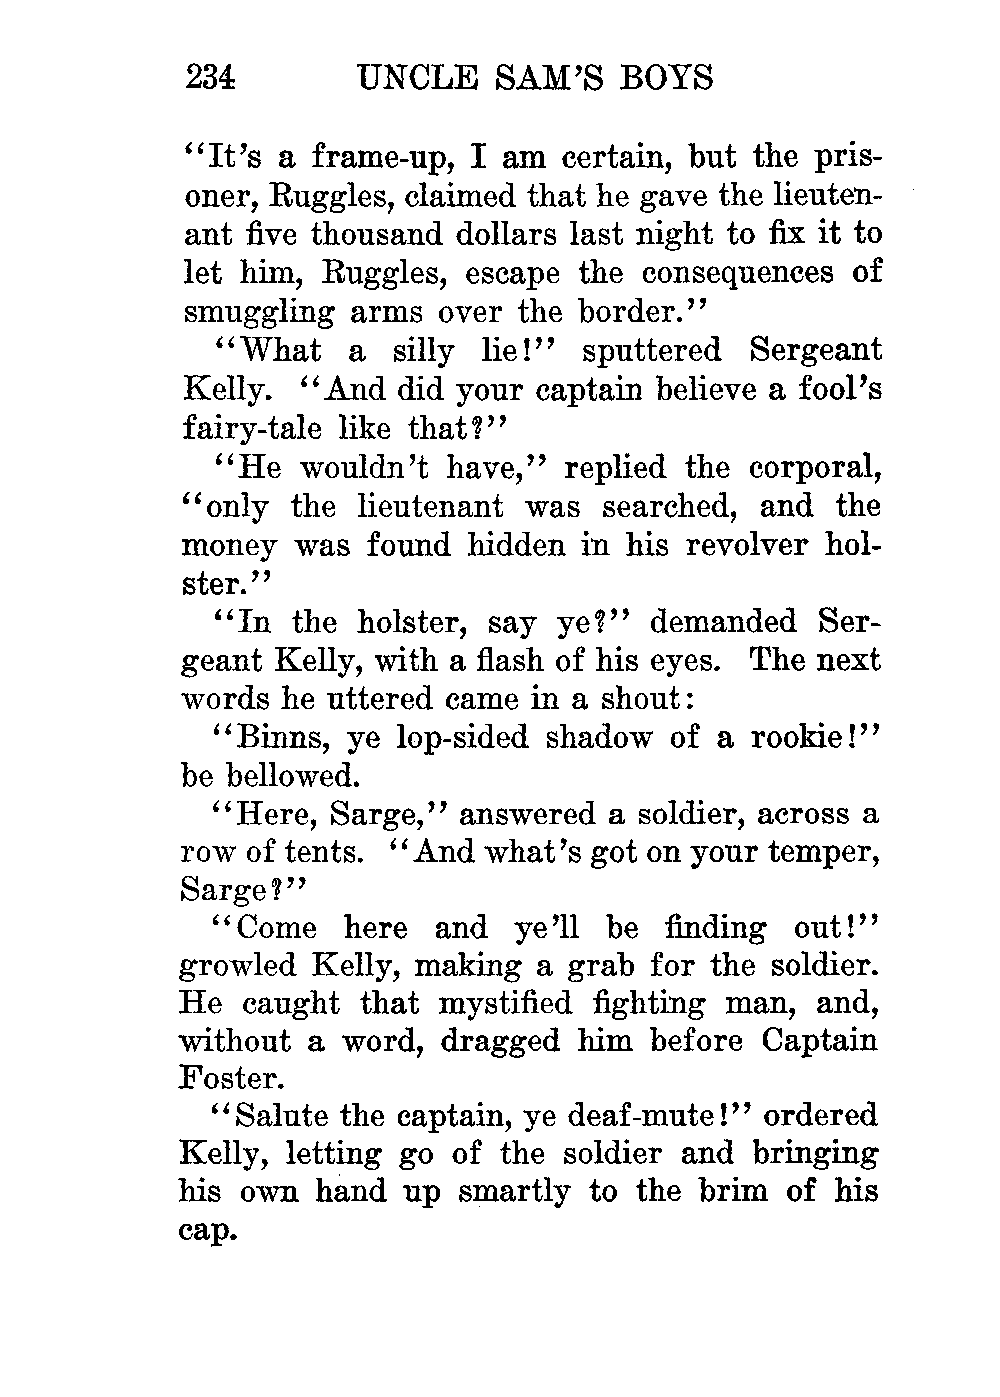 234 UNCLE SAM'S BOYS
“It's a frame-up, I am certain, but the pris-
oner, Ruggles, claimed that he gave the lieuten-
ant five thousand dollars last night to fix it to
let him, Ruggles, escape the consequences of
smuggling arms over the border.”
“What a silly lie!” sputtered Sergeant
Kelly. “And did your captain believe a fool's
fairy-tale like that?”
“He wouldn't have,” replied the corporal,
“only the lieutenant was searched, and the
money was found hidden in his revolver hol-
ster.”
“In the holster, say ye?” demanded Ser-
geant Kelly, with a flash of his eyes. The next
words he uttered came in a shout:
“Binns, ye lop-sided shadow of a rookie!”
be bellowed.
“Here, Sarge,” answered a soldier, across a
row of tents. “And what's got on your temper,
Sarge?”
“Come here and ye'll be finding out!”
growled Kelly, making a grab for the soldier.
He caught that mystified fighting man, and,
without a word, dragged him before Captain
Foster.
“Salute the captain, ye deaf-mute!” ordered
Kelly, letting go of the soldier and bringing
his own hand up smartly to the brim of his
cap.